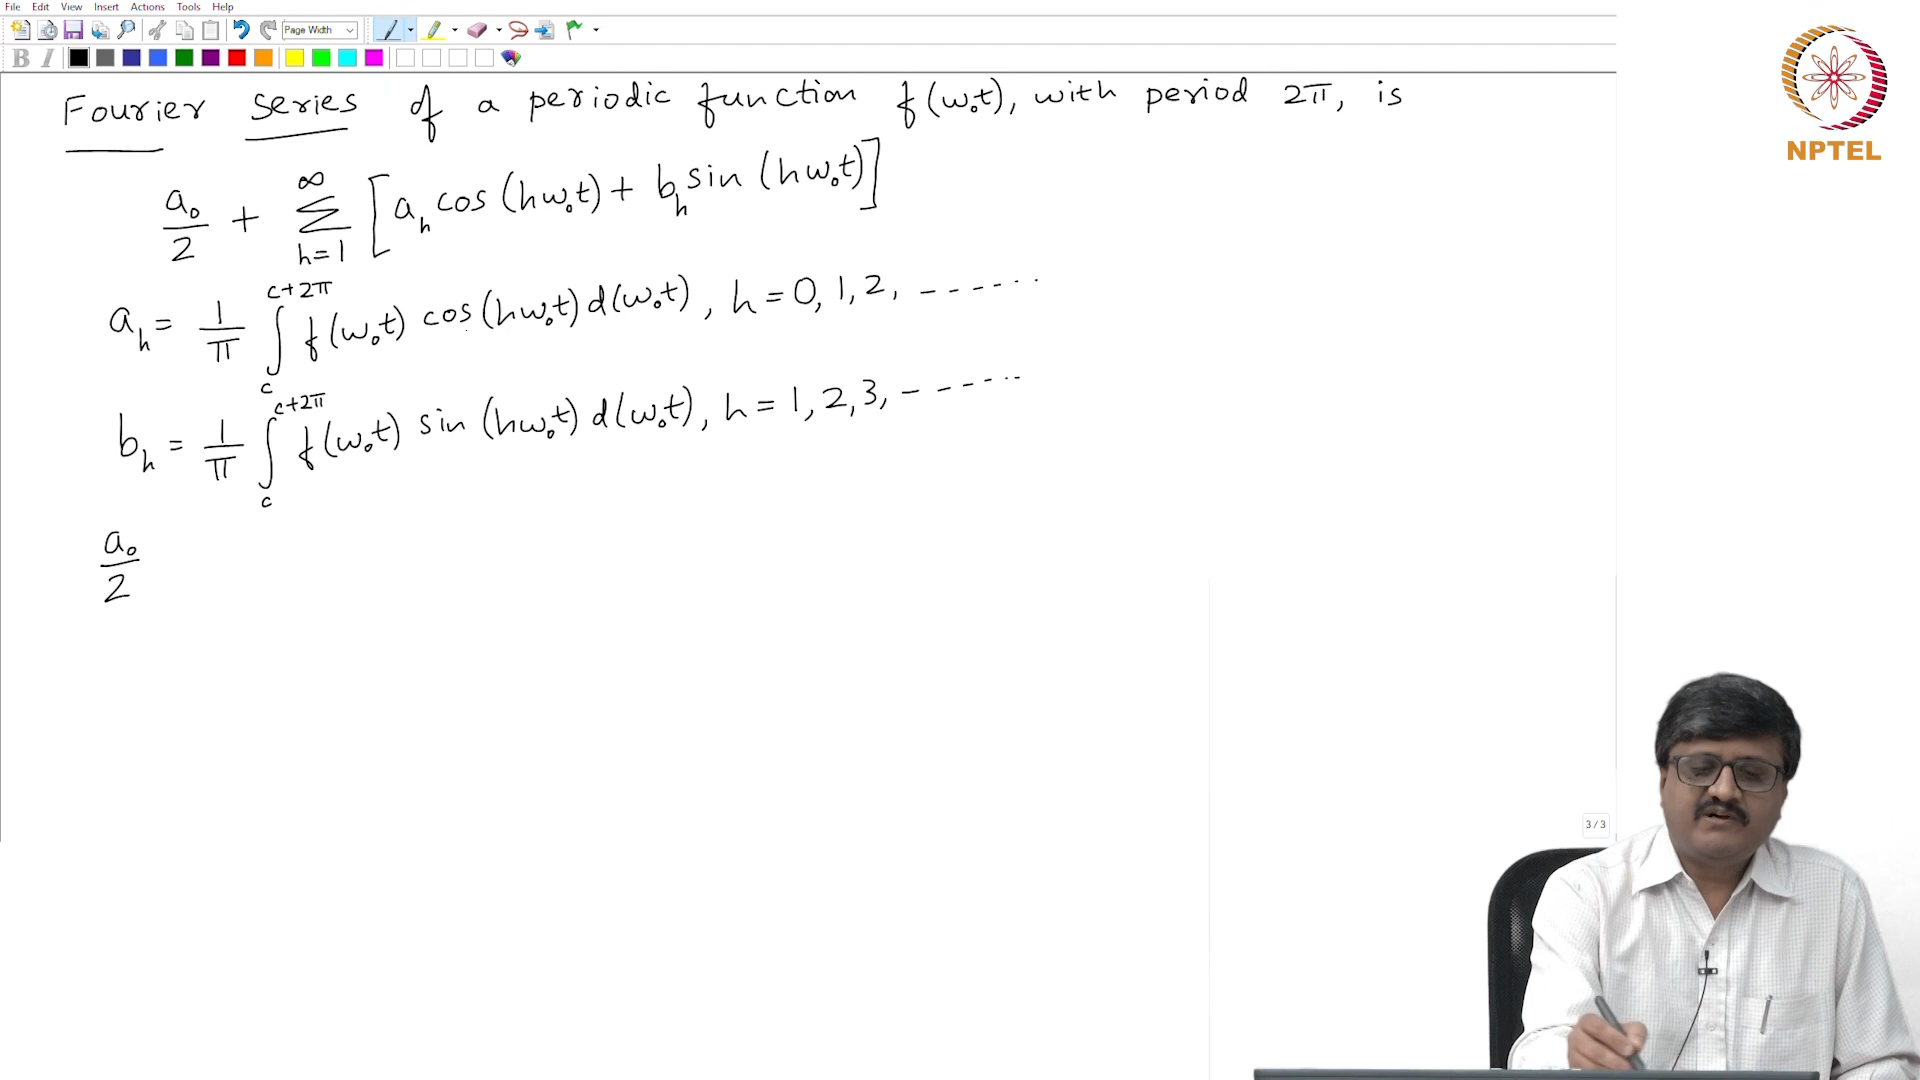 File Edit View Insert Actions Tools Help
Page Width
B I
Fourier series of a periodic function f(ω₀t), with period 2π, is
a₀/2 + ∞ Σ h=1 [a_h cos(hω₀t) + b_h sin(hω₀t)]
a_h = 1/π ∫_c^{c+2π} f(ω₀t) cos(hω₀t) d(ω₀t), h = 0, 1, 2, -------
b_h = 1/π ∫_c^{c+2π} f(ω₀t) sin(hω₀t) d(ω₀t), h = 1, 2, 3, ------
a₀/2
3 / 3
NPTEL